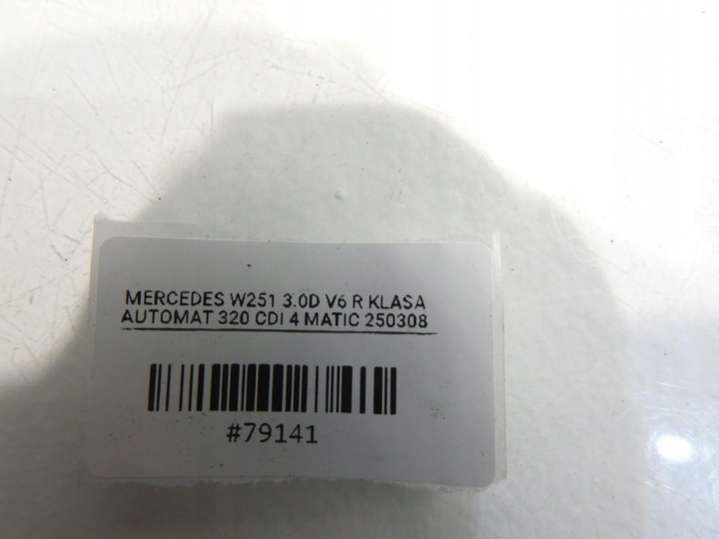 MERCEDES W251 3.0D V6 R KLASA
AUTOMAT 320 CDI 4 MATIC 250308
#79141